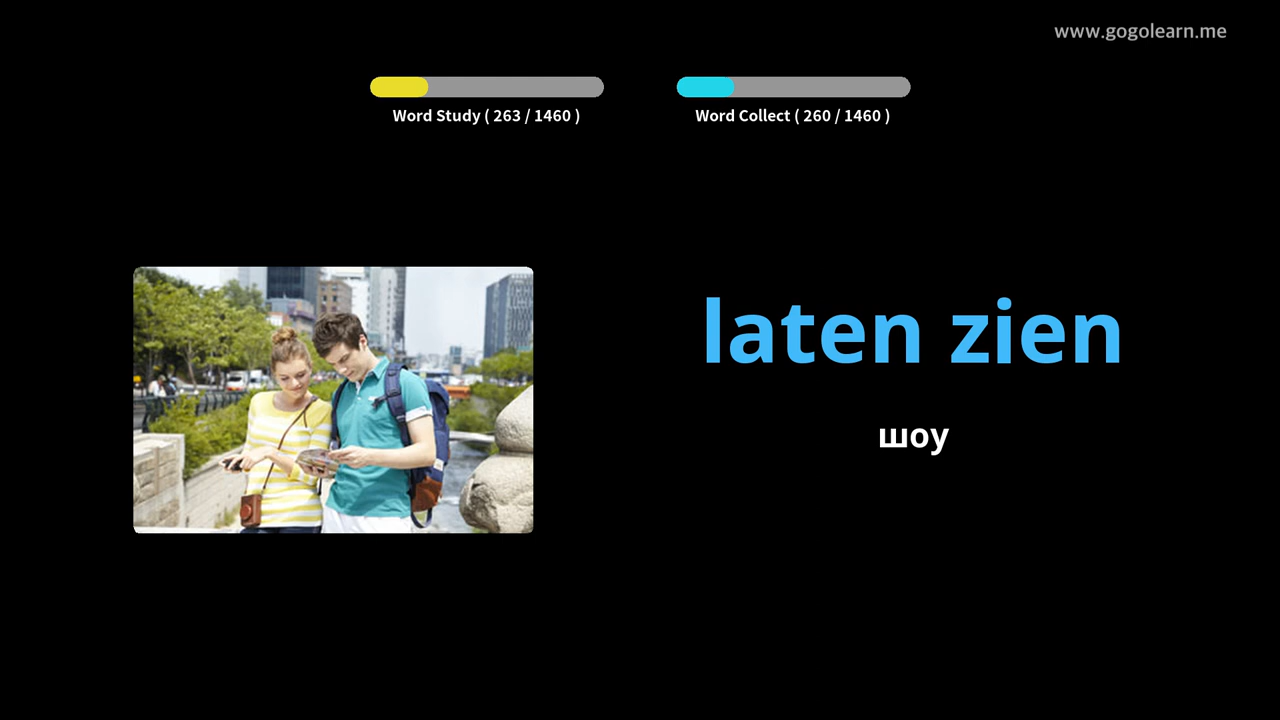 www.gogolearn.me
Word Study ( 263 / 1460 )
Word Collect ( 260 / 1460 )
laten zien
шоу